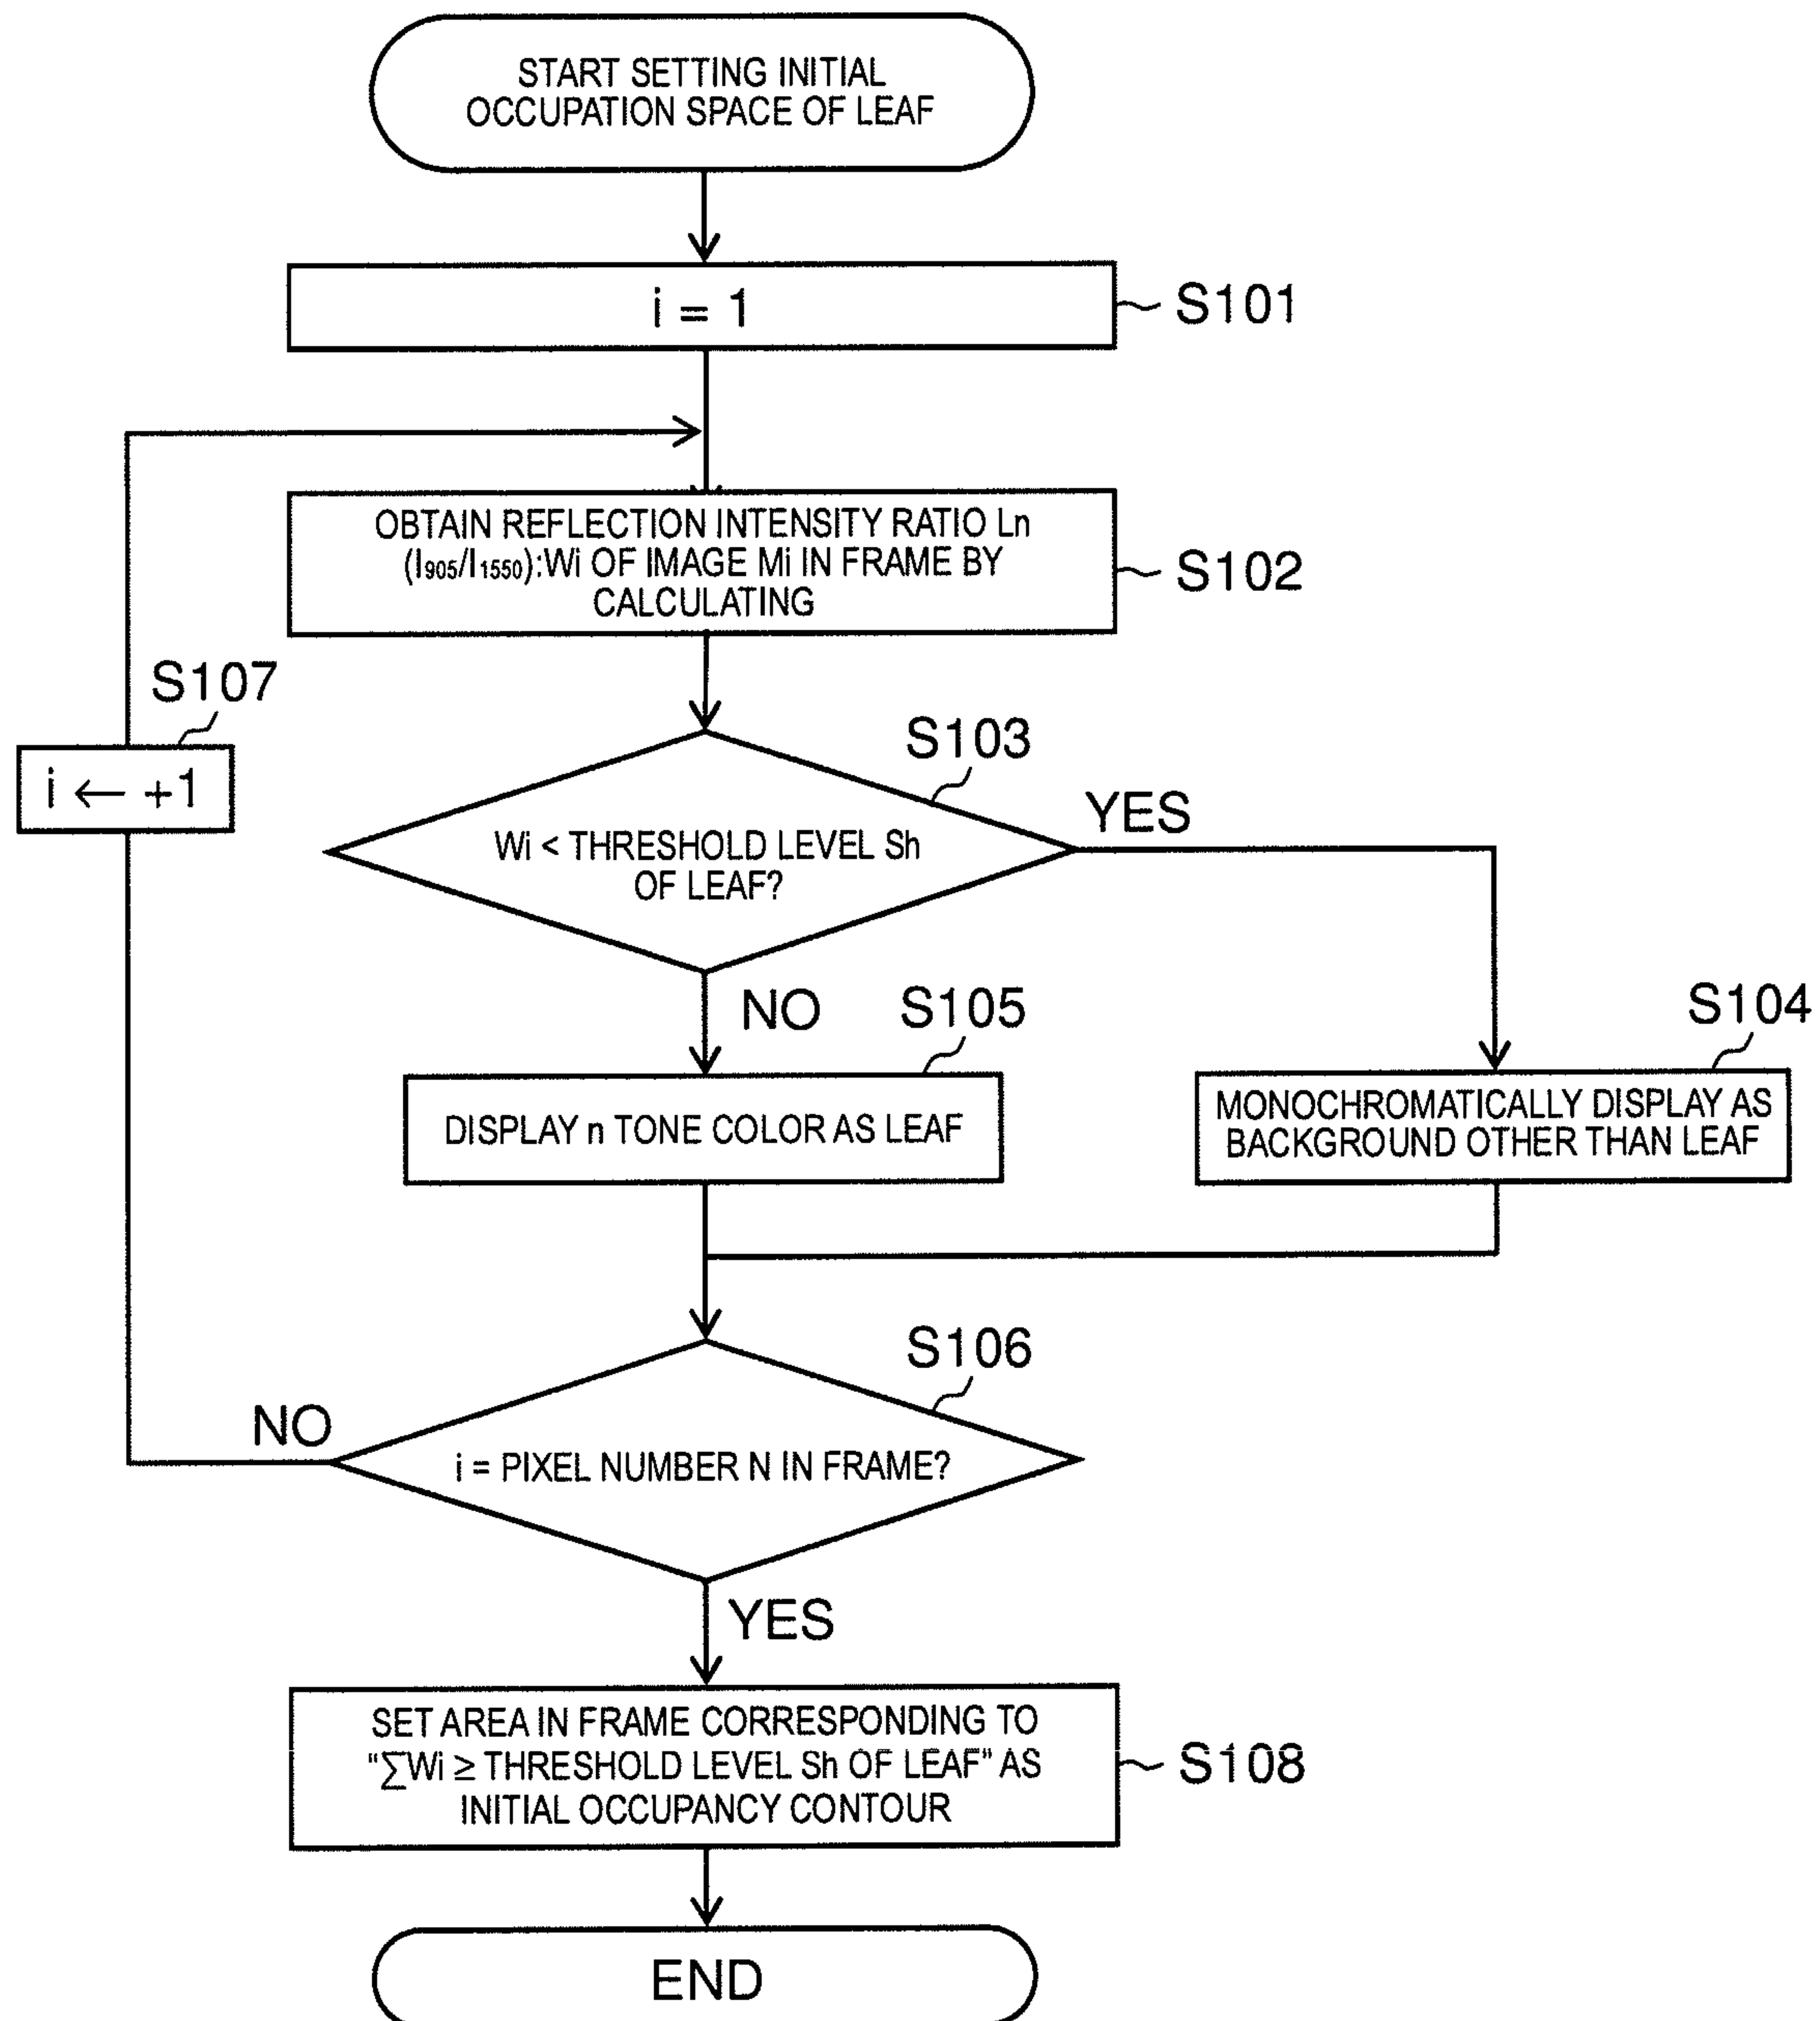 START SETTING INITIAL
OCCUPATION SPACE OF LEAF
i = 1
S101
OBTAIN REFLECTION INTENSITY RATIO Ln
(I905/I1550):Wi OF IMAGE Mi IN FRAME BY
CALCULATING
S102
S107
i ← +1
S103
Wi < THRESHOLD LEVEL Sh
OF LEAF?
YES
NO
S105
DISPLAY n TONE COLOR AS LEAF
S104
MONOCHROMATICALLY DISPLAY AS
BACKGROUND OTHER THAN LEAF
S106
i = PIXEL NUMBER N IN FRAME?
NO
YES
SET AREA IN FRAME CORRESPONDING TO
"∑Wi ≥ THRESHOLD LEVEL Sh OF LEAF" AS
INITIAL OCCUPANCY CONTOUR
S108
END